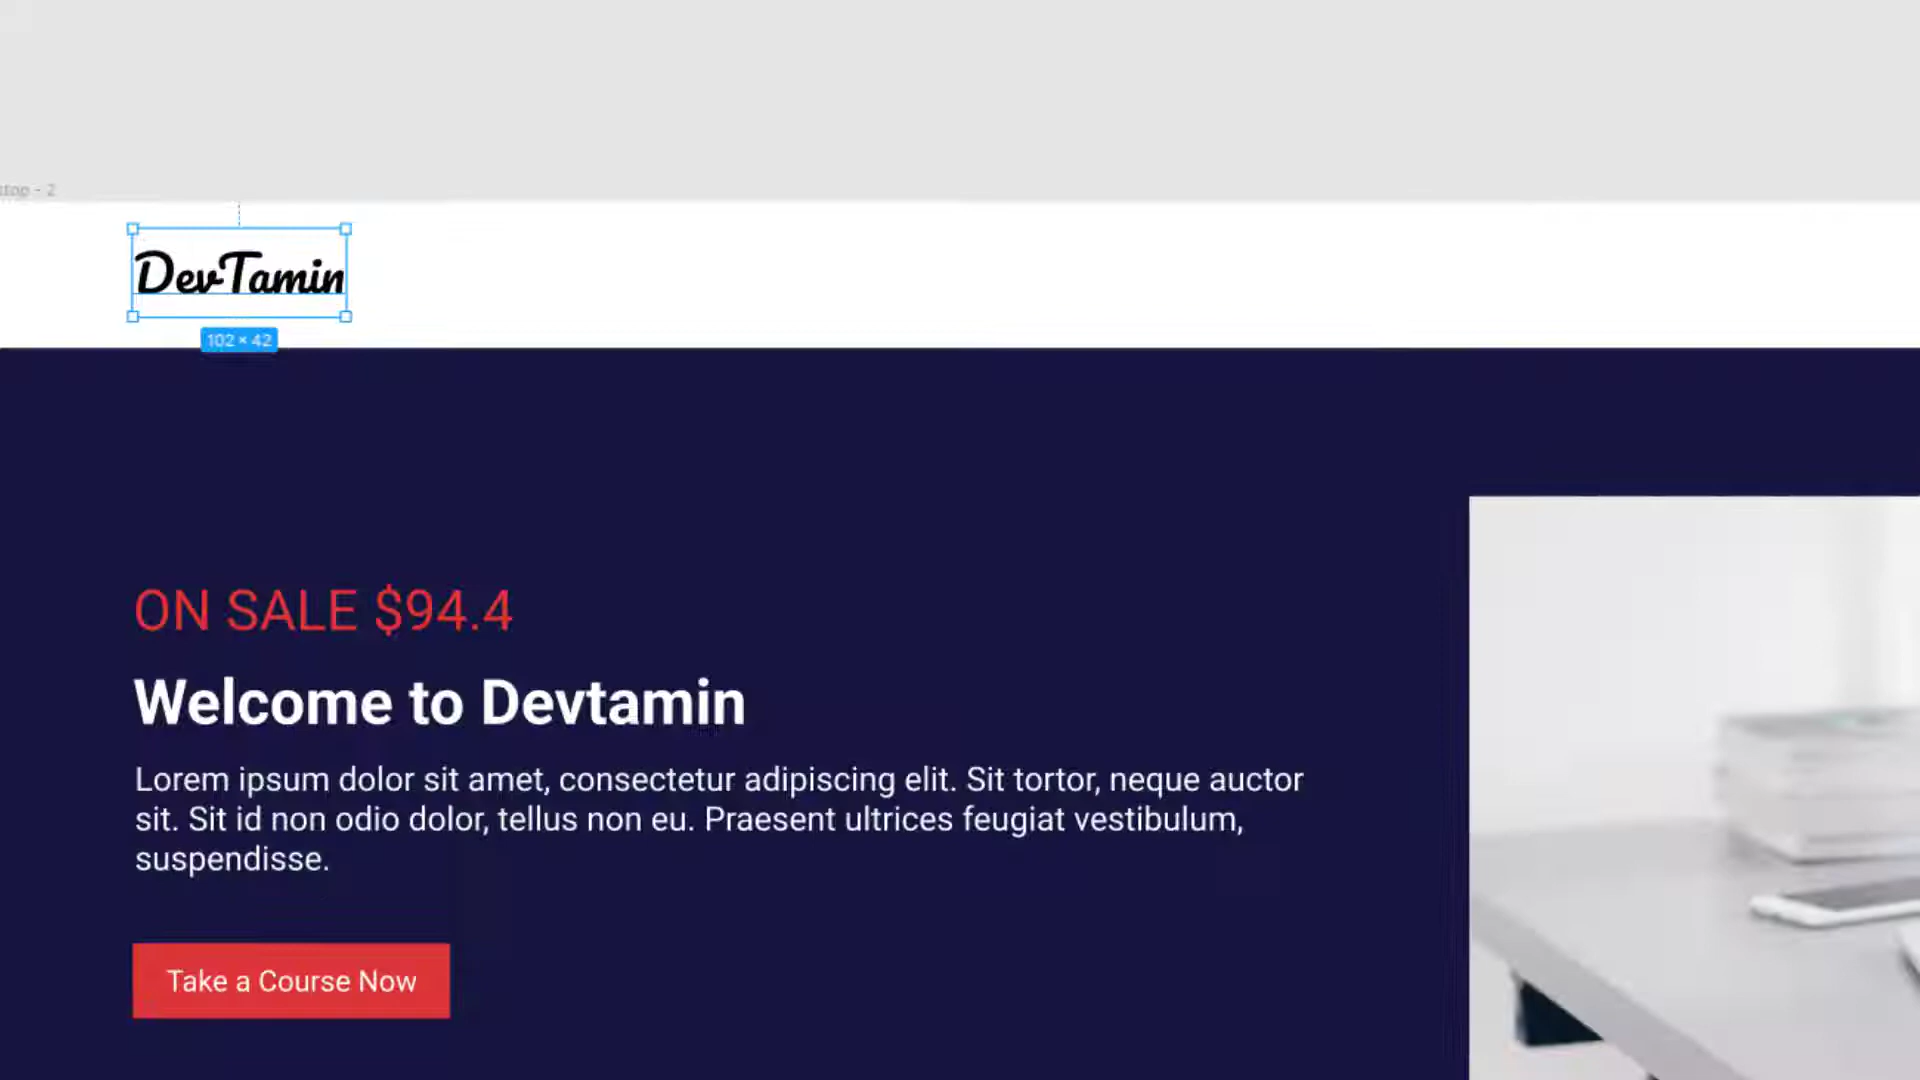 stop - 2
DevTamin
102 × 42
ON SALE $94.4
Welcome to Devtamin
Lorem ipsum dolor sit amet, consectetur adipiscing elit. Sit tortor, neque auctor
sit. Sit id non odio dolor, tellus non eu. Praesent ultrices feugiat vestibulum,
suspendisse.
Take a Course Now